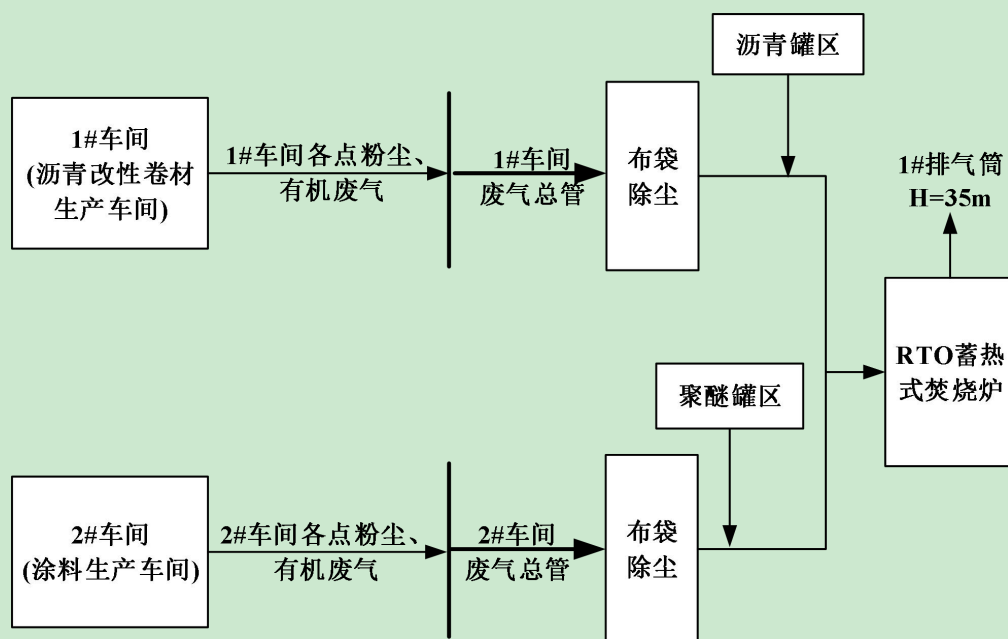 沥青罐区
1#车间
(沥青改性卷材
生产车间)
1#车间各点粉尘、
有机废气
1#车间
废气总管
布袋
除尘
1#排气筒
H=35m
RTO蓄热
式焚烧炉
聚醚罐区
2#车间
(涂料生产车间)
2#车间各点粉尘、
有机废气
2#车间
废气总管
布袋
除尘